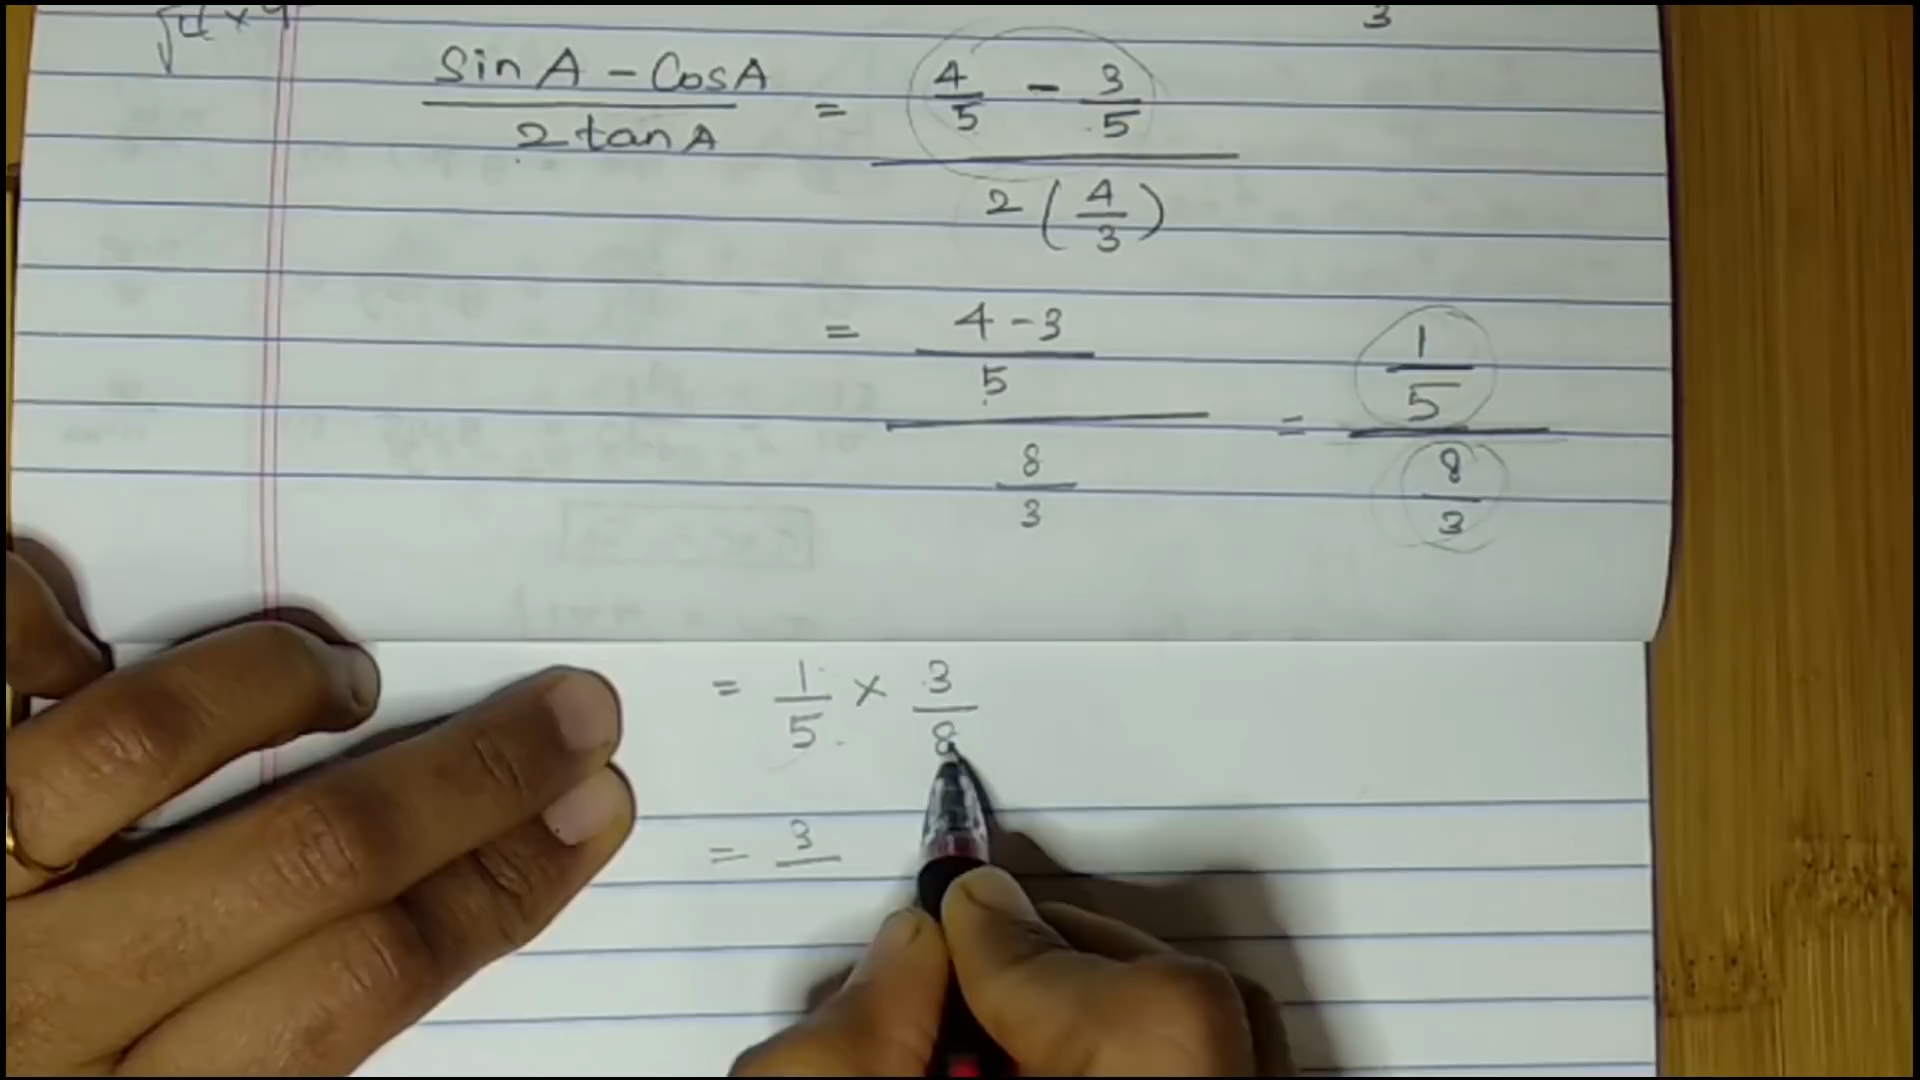 3
sin A - Cos A / 2 tan A = (4/5 - 3/5) / 2(4/3)
= ((4-3)/5) / (8/3) = (1/5) / (8/3)
= 1/5 × 3/8
= 3/